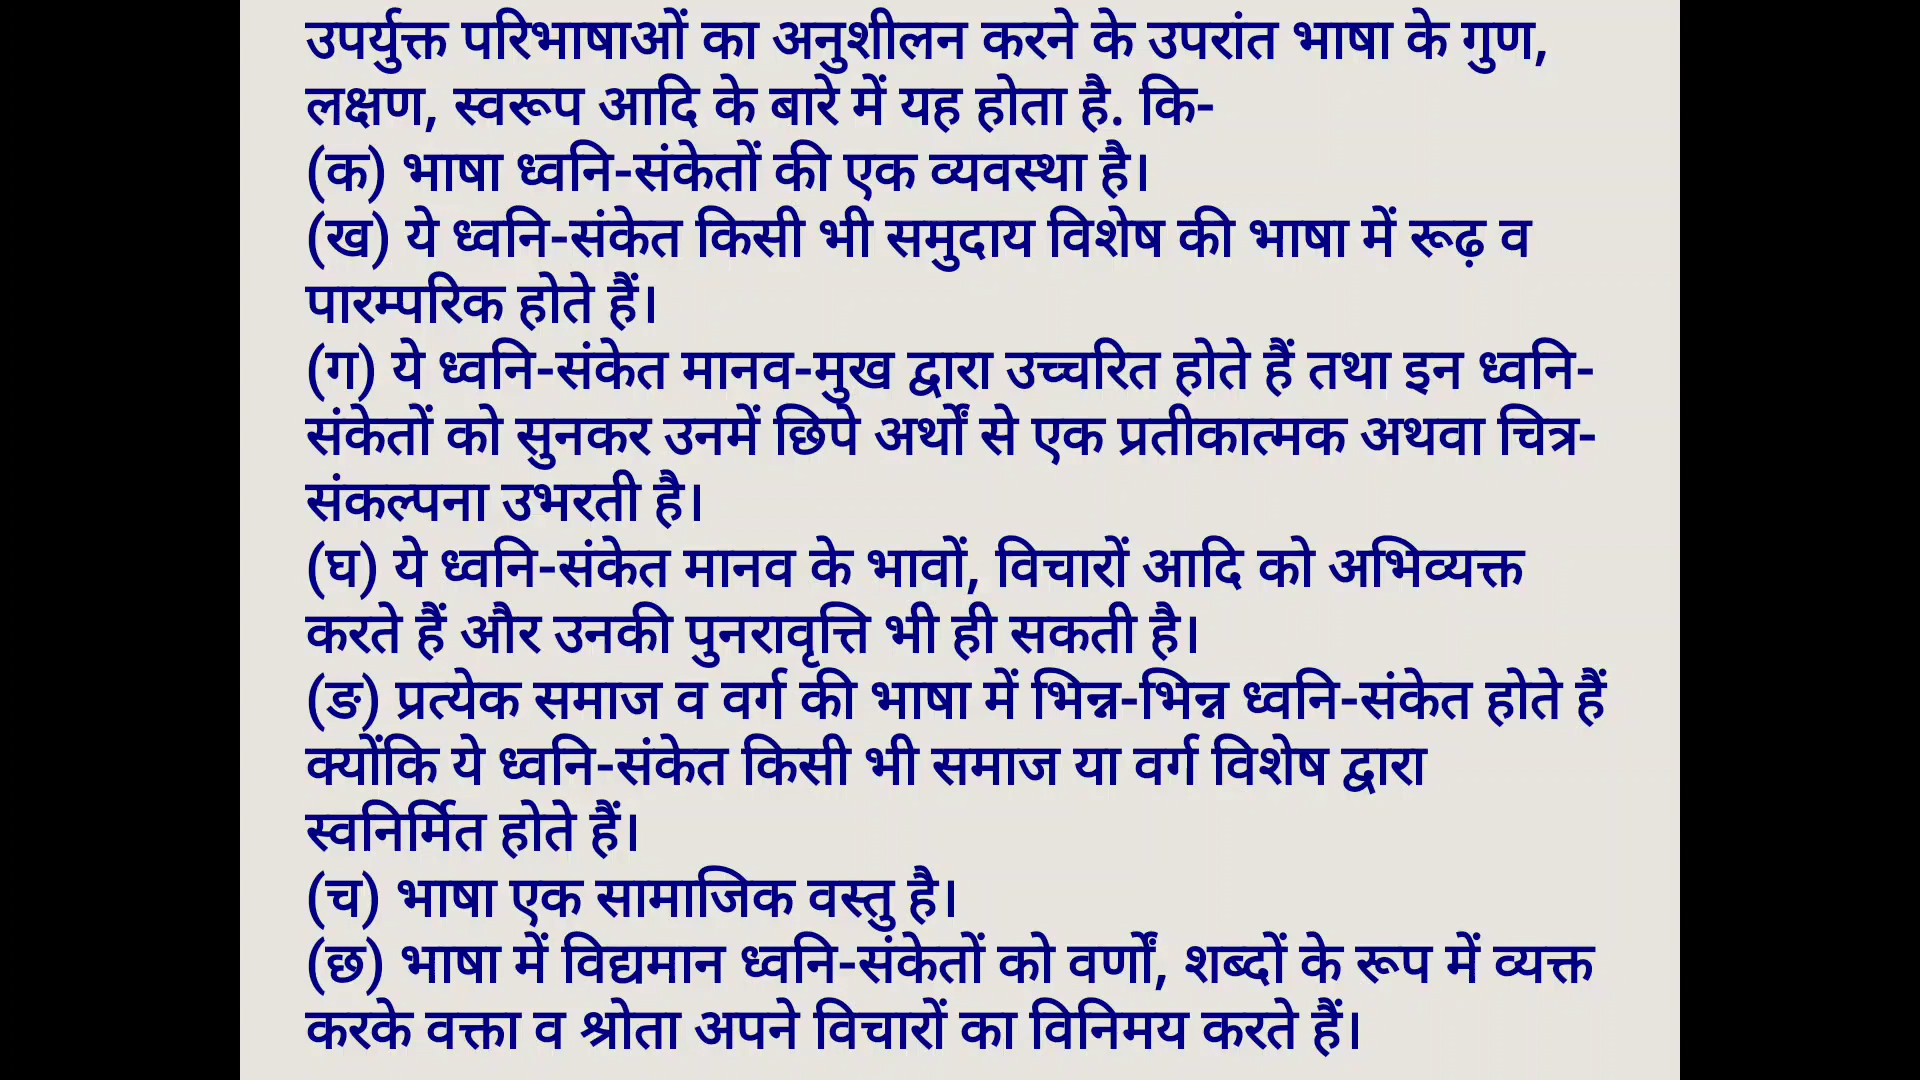 उपर्युक्त परिभाषाओं का अनुशीलन करने के उपरांत भाषा के गुण,
लक्षण, स्वरूप आदि के बारे में यह होता है. कि-
(क) भाषा ध्वनि-संकेतों की एक व्यवस्था है।
(ख) ये ध्वनि-संकेत किसी भी समुदाय विशेष की भाषा में रूढ़ व
पारम्परिक होते हैं।
(ग) ये ध्वनि-संकेत मानव-मुख द्वारा उच्चरित होते हैं तथा इन ध्वनि-
संकेतों को सुनकर उनमें छिपे अर्थों से एक प्रतीकात्मक अथवा चित्र-
संकल्पना उभरती है।
(घ) ये ध्वनि-संकेत मानव के भावों, विचारों आदि को अभिव्यक्त
करते हैं और उनकी पुनरावृत्ति भी ही सकती है।
(ङ) प्रत्येक समाज व वर्ग की भाषा में भिन्न-भिन्न ध्वनि-संकेत होते हैं
क्योंकि ये ध्वनि-संकेत किसी भी समाज या वर्ग विशेष द्वारा
स्वनिर्मित होते हैं।
(च) भाषा एक सामाजिक वस्तु है।
(छ) भाषा में विद्यमान ध्वनि-संकेतों को वर्णों, शब्दों के रूप में व्यक्त
करके वक्ता व श्रोता अपने विचारों का विनिमय करते हैं।